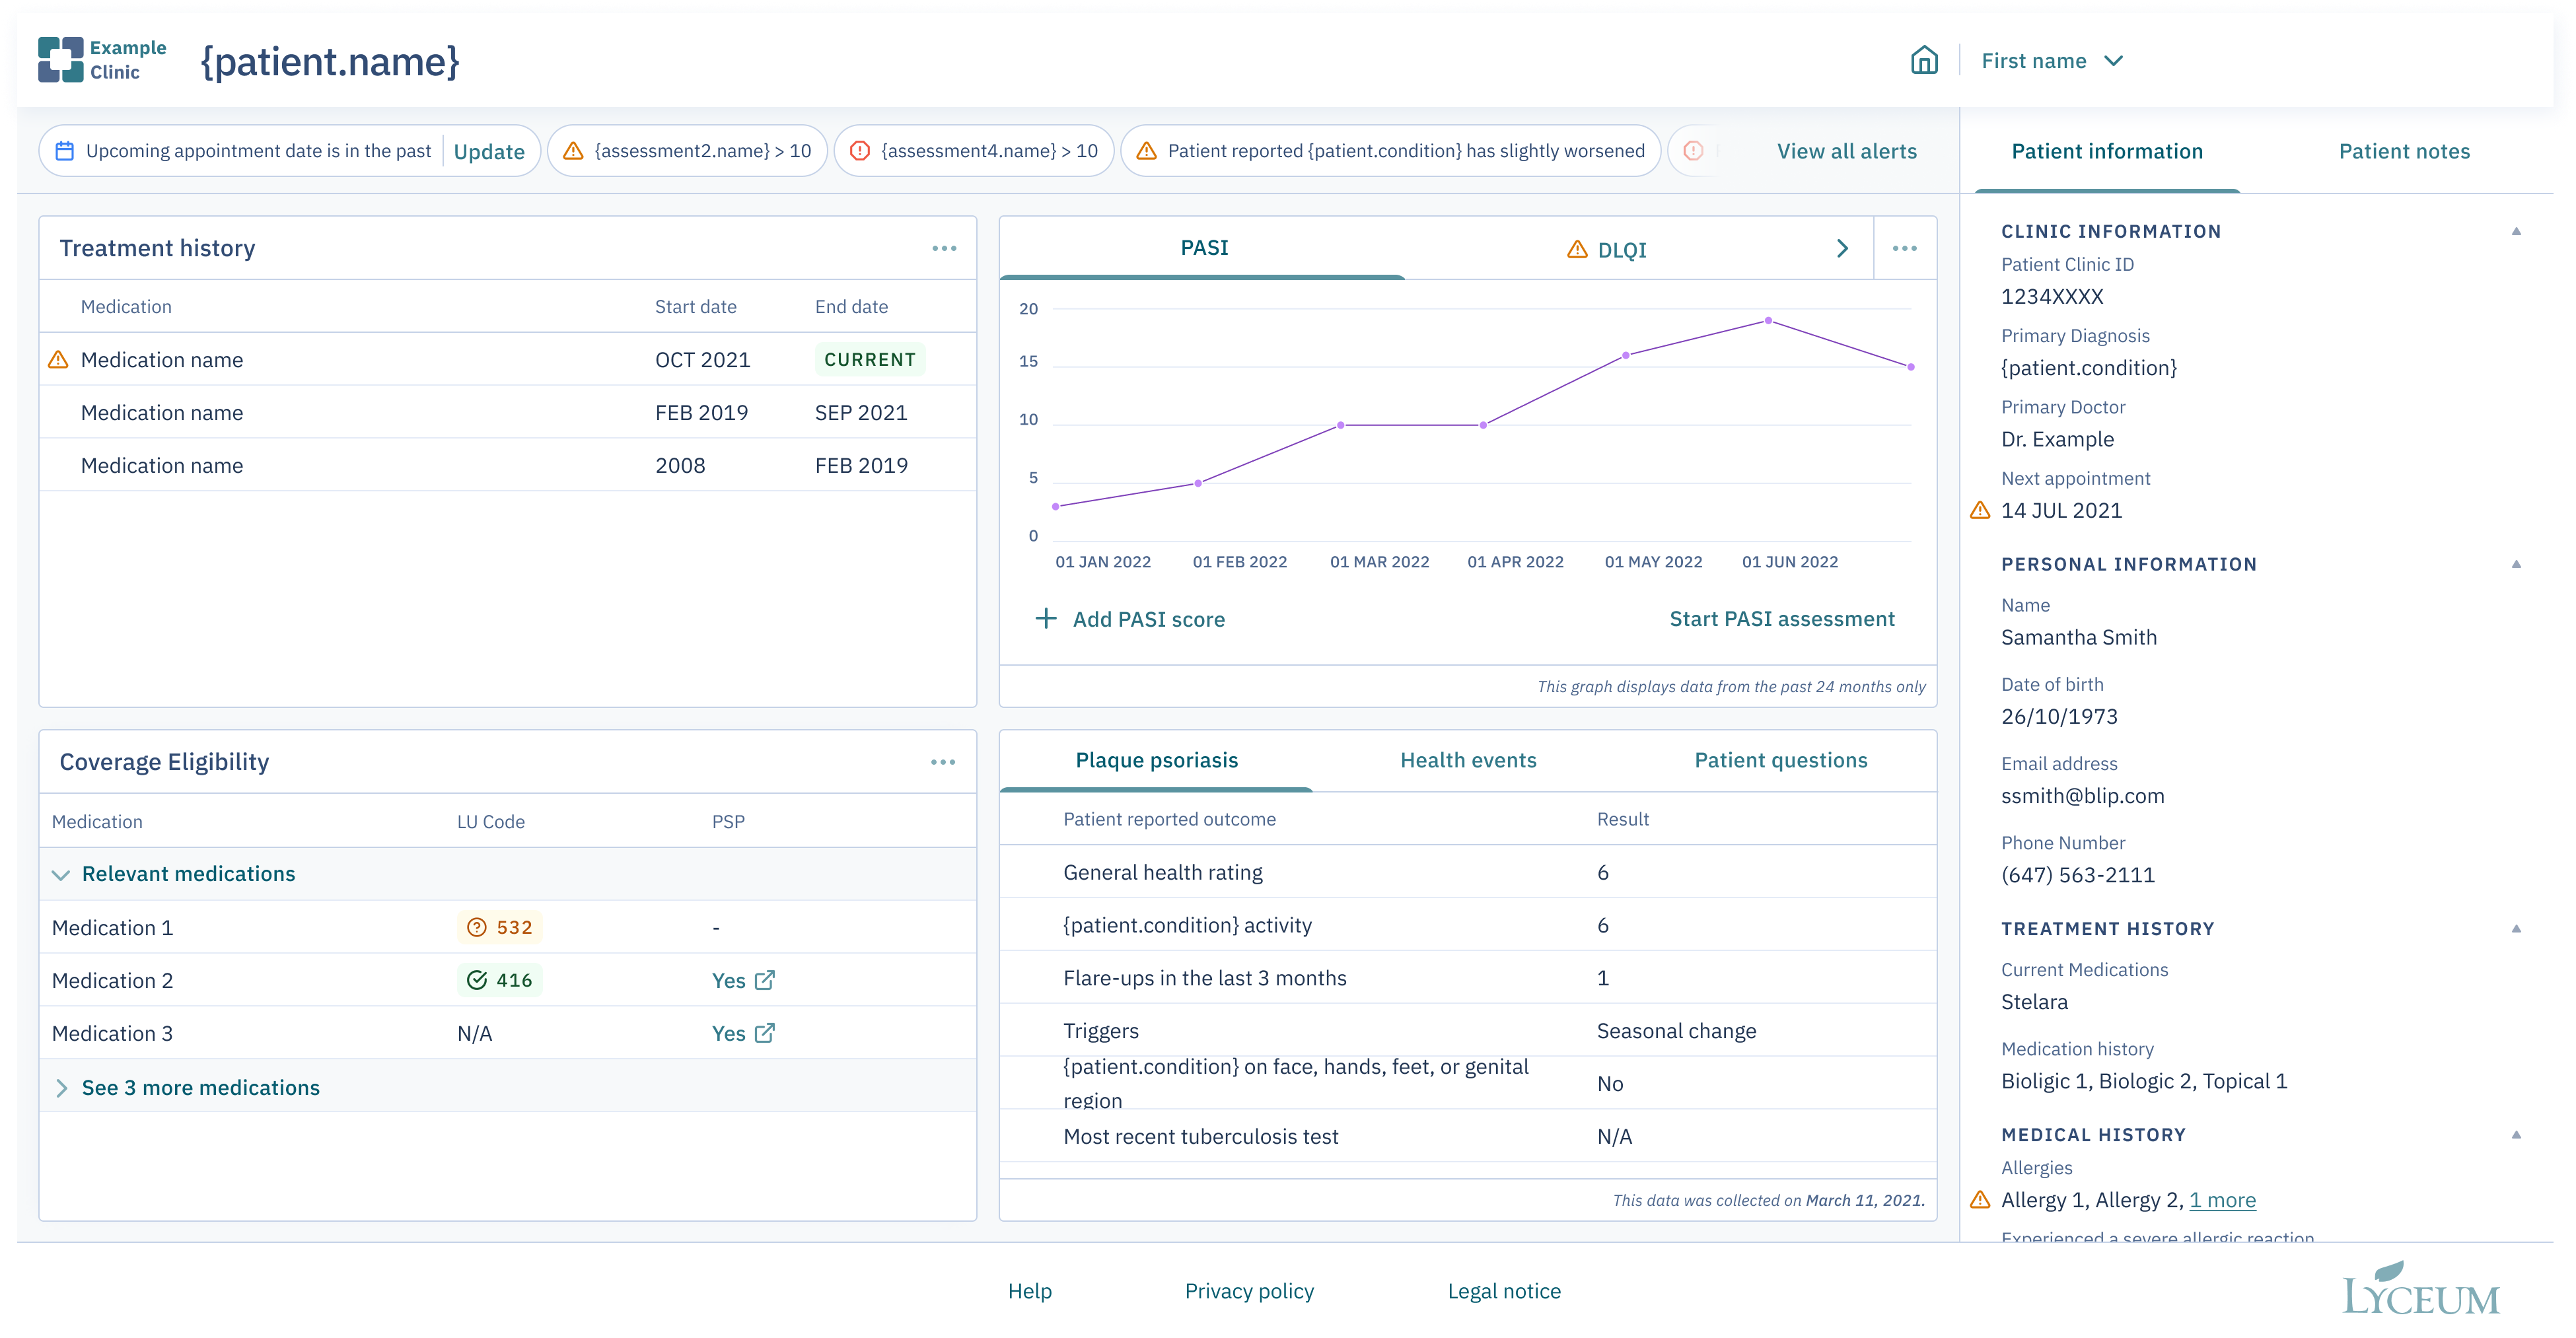 Example
Clinic
{patient.name}
First name
Upcoming appointment date is in the past
Update
{assessment2.name} > 10
{assessment4.name} > 10
Patient reported {patient.condition} has slightly worsened
View all alerts
Patient information
Patient notes
Treatment history
Medication
Start date
End date
Medication name
OCT 2021
CURRENT
Medication name
FEB 2019
SEP 2021
Medication name
2008
FEB 2019
PASI
DLQI
20
15
10
5
0
01 JAN 2022
01 FEB 2022
01 MAR 2022
01 APR 2022
01 MAY 2022
01 JUN 2022
Add PASI score
Start PASI assessment
This graph displays data from the past 24 months only
Coverage Eligibility
Medication
LU Code
PSP
Relevant medications
Medication 1
532
-
Medication 2
416
Yes
Medication 3
N/A
Yes
See 3 more medications
Plaque psoriasis
Health events
Patient questions
Patient reported outcome
Result
General health rating
6
{patient.condition} activity
6
Flare-ups in the last 3 months
1
Triggers
Seasonal change
{patient.condition} on face, hands, feet, or genital
region
No
Most recent tuberculosis test
N/A
This data was collected on March 11, 2021.
CLINIC INFORMATION
Patient Clinic ID
1234XXXX
Primary Diagnosis
{patient.condition}
Primary Doctor
Dr. Example
Next appointment
14 JUL 2021
PERSONAL INFORMATION
Name
Samantha Smith
Date of birth
26/10/1973
Email address
ssmith@blip.com
Phone Number
(647) 563-2111
TREATMENT HISTORY
Current Medications
Stelara
Medication history
Bioligic 1, Biologic 2, Topical 1
MEDICAL HISTORY
Allergies
Allergy 1, Allergy 2, 1 more
Experienced a severe allergic reaction
Help
Privacy policy
Legal notice
LYCEUM